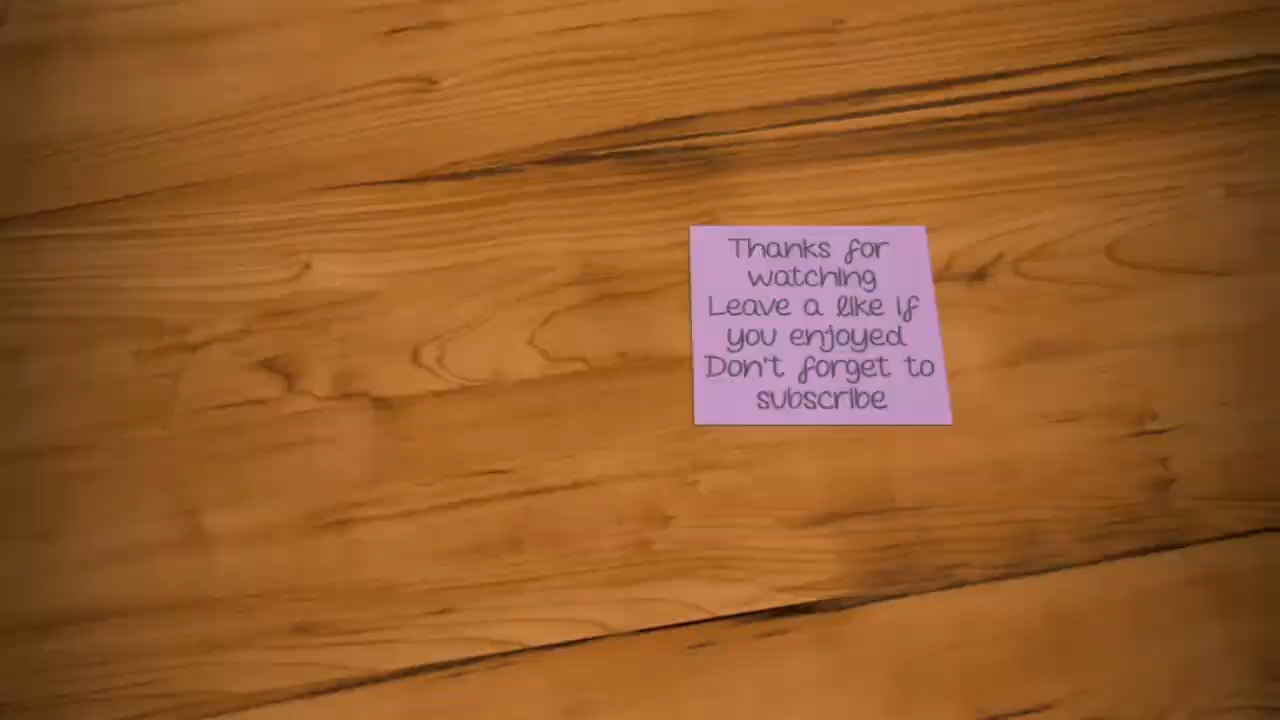 Thanks for
watching
Leave a like if
you enjoyed
Don't forget to
subscribe